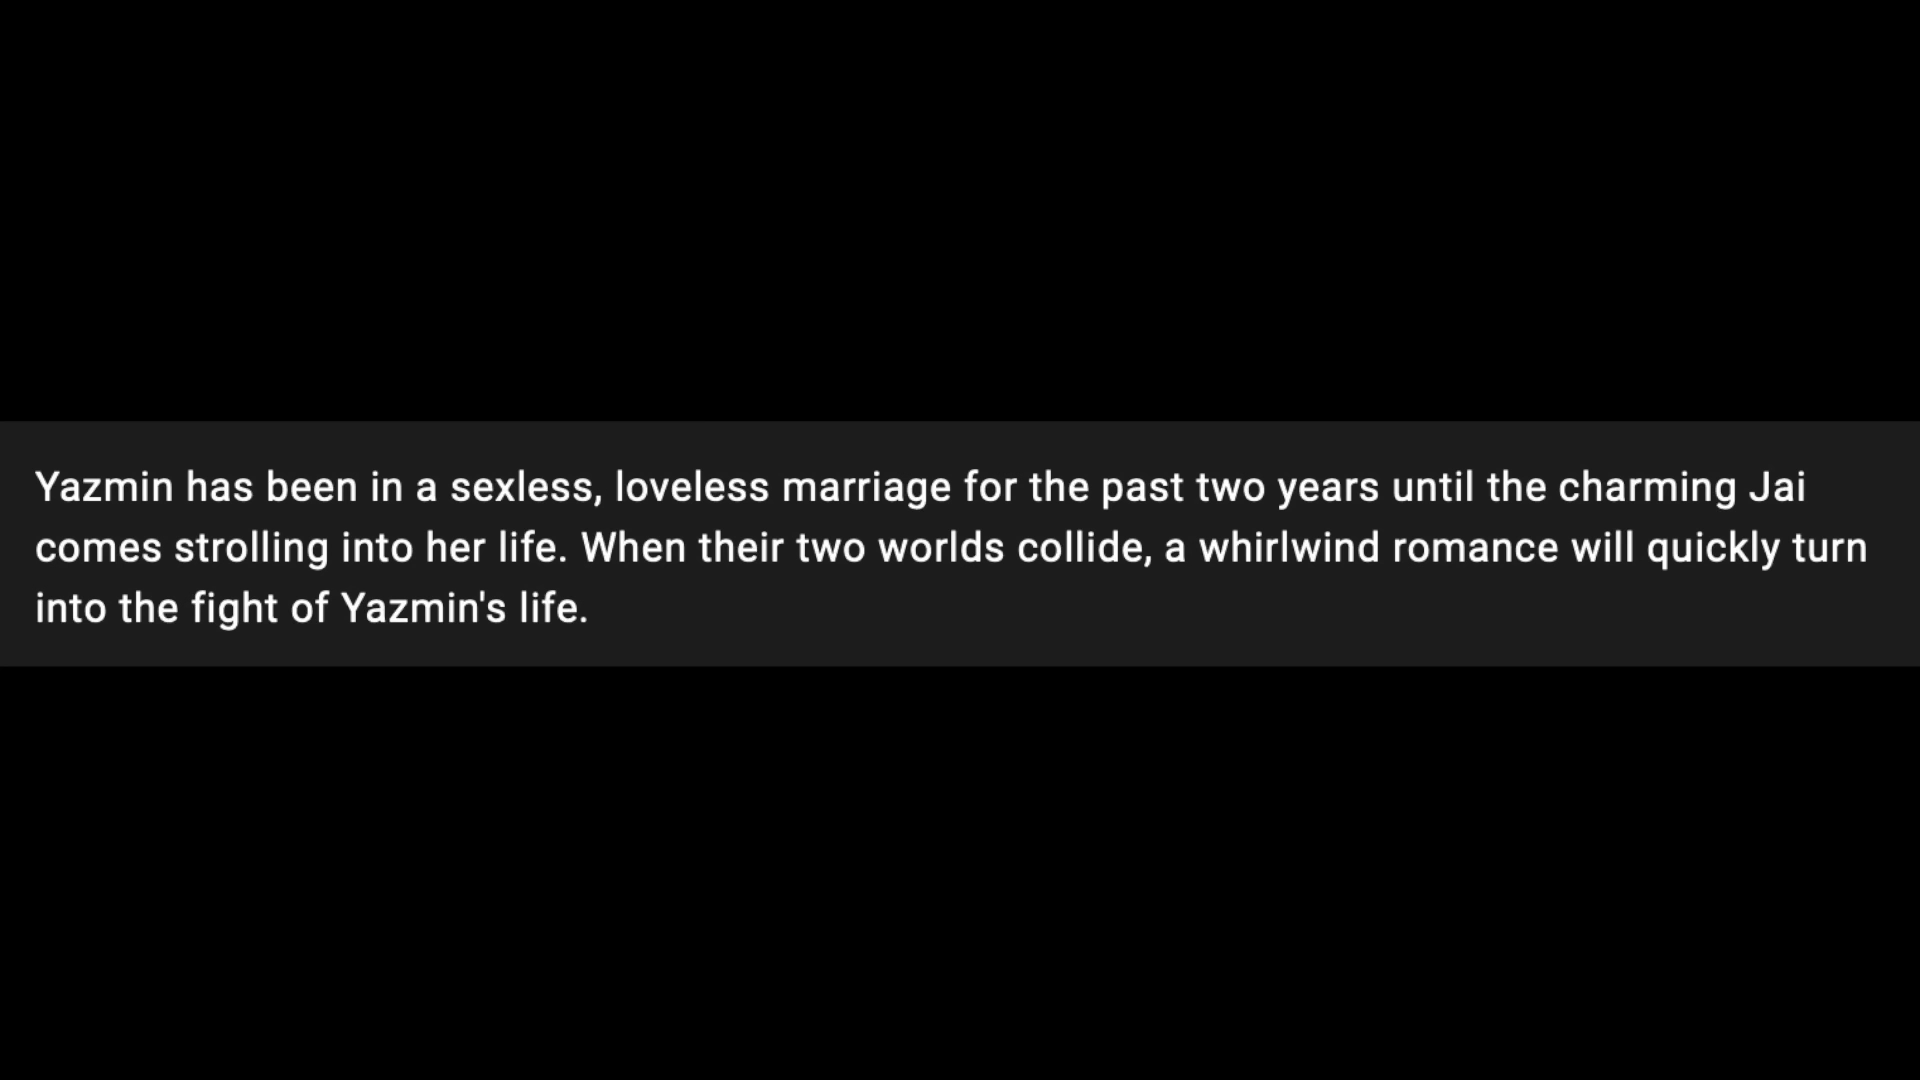 Yazmin has been in a sexless, loveless marriage for the past two years until the charming Jai
comes strolling into her life. When their two worlds collide, a whirlwind romance will quickly turn
into the fight of Yazmin's life.